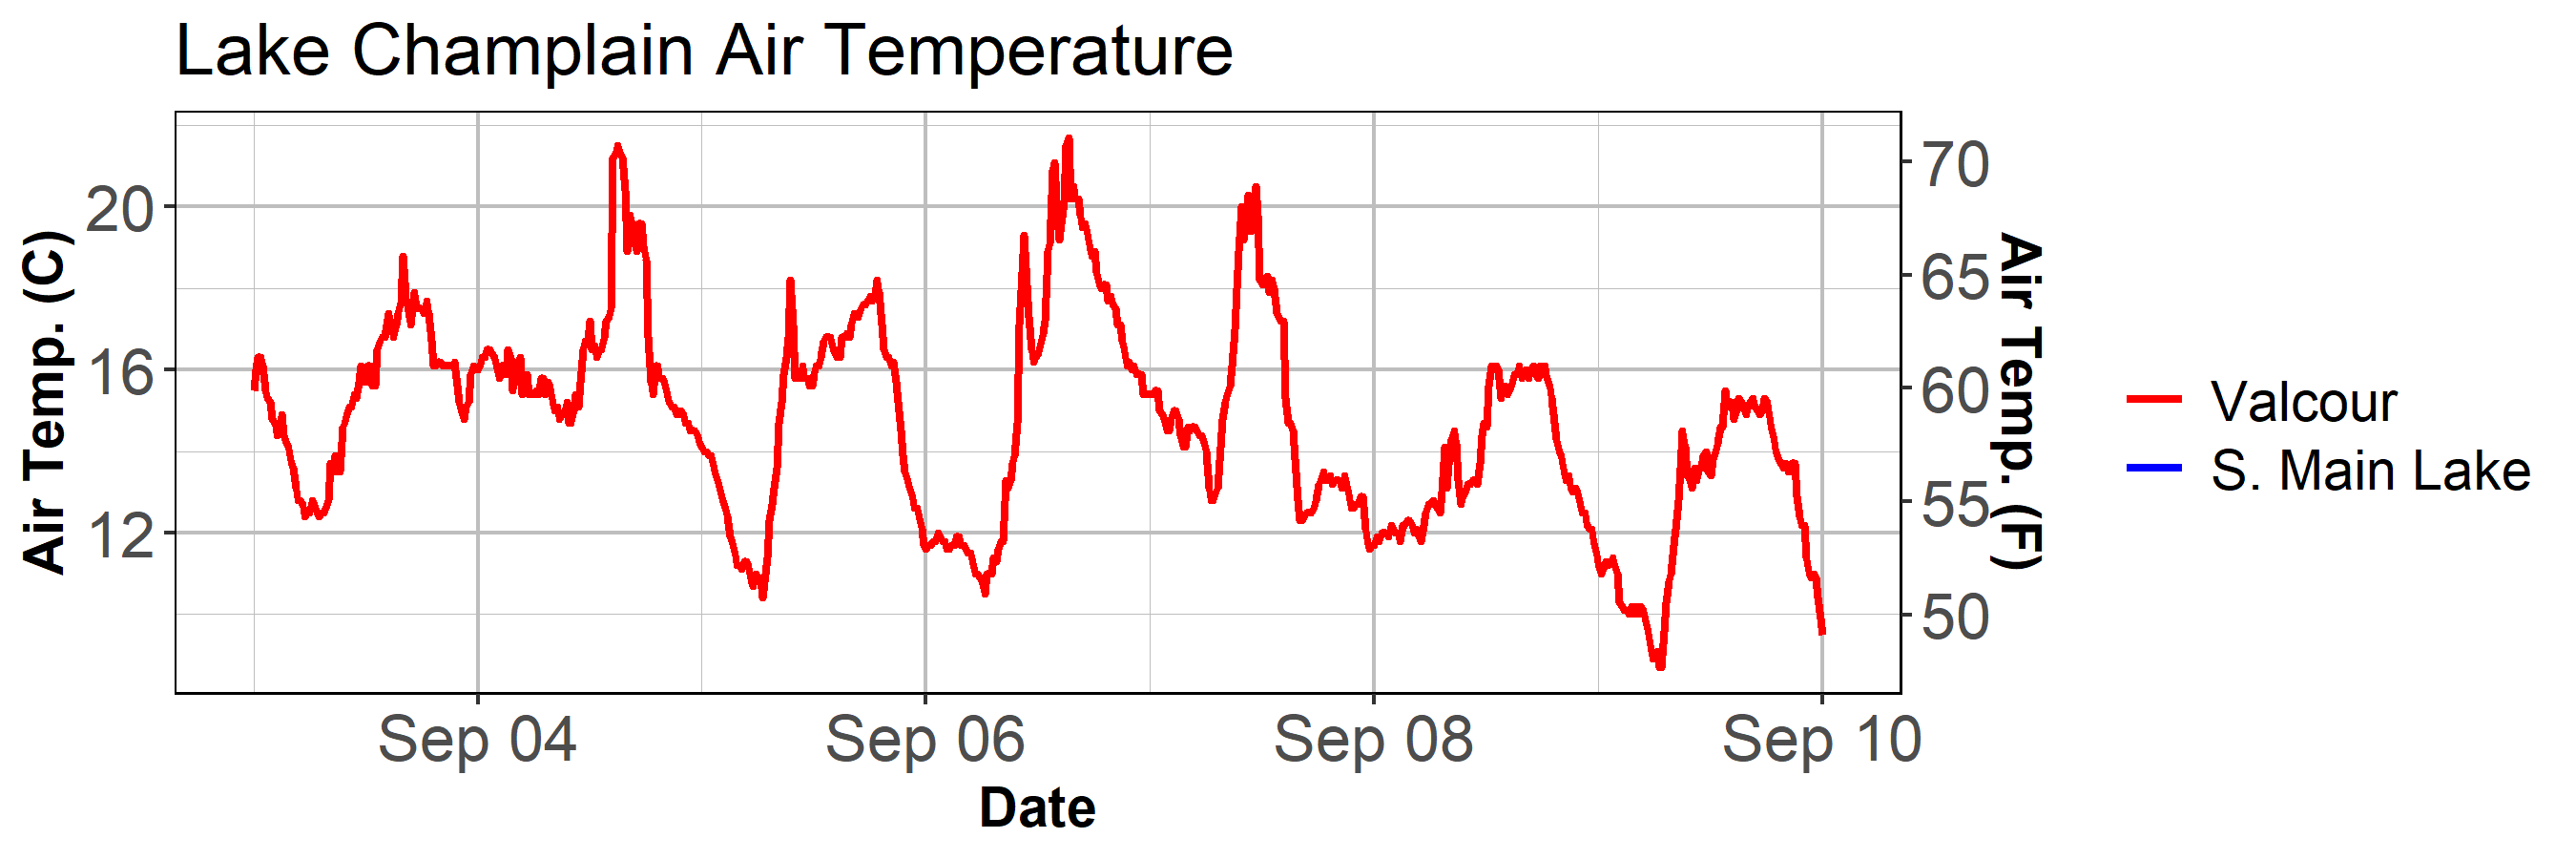 Lake Champlain Air Temperature
Air Temp. (C)
20
16
12
70
65
60
55
50
Air Temp. (F)
Sep 04
Sep 06
Sep 08
Sep 10
Date
Valcour
S. Main Lake